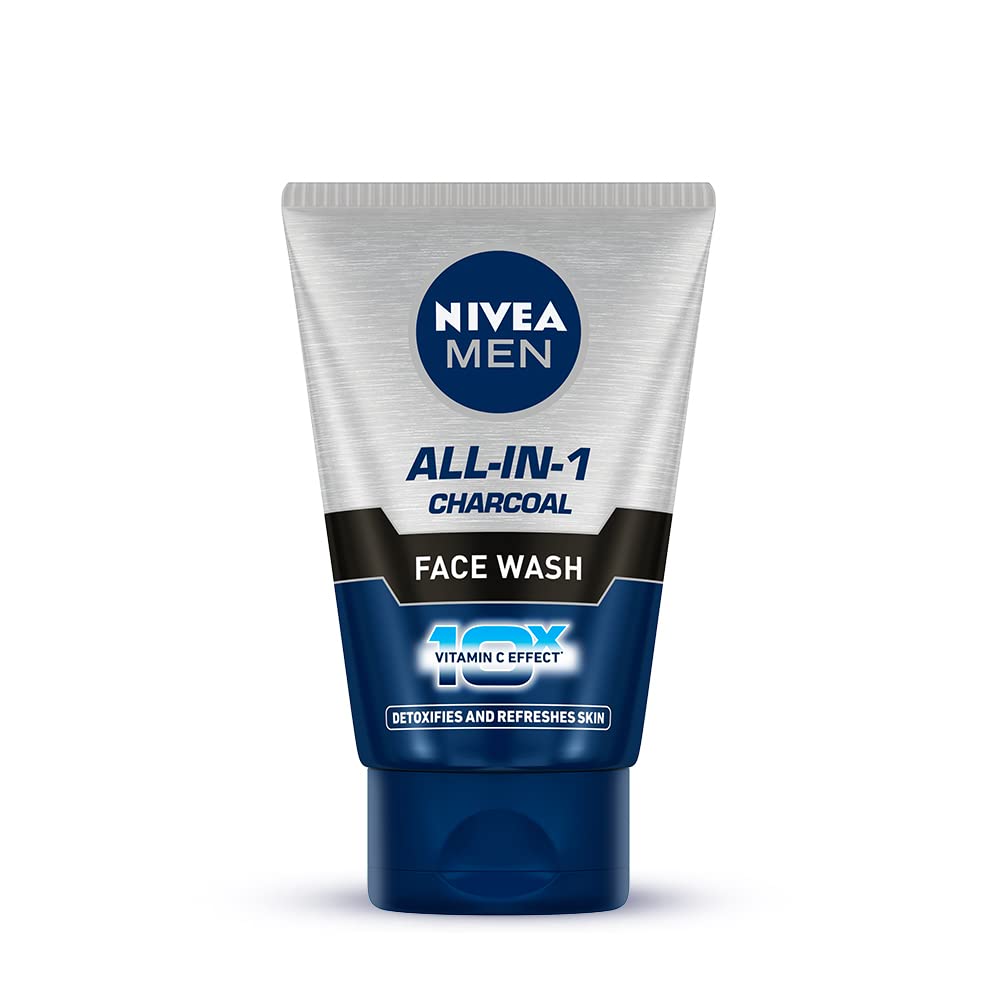 NIVEA
MEN
ALL-IN-1
CHARCOAL
FACE WASH
10X
VITAMIN C EFFECT*
DETOXIFIES AND REFRESHES SKIN